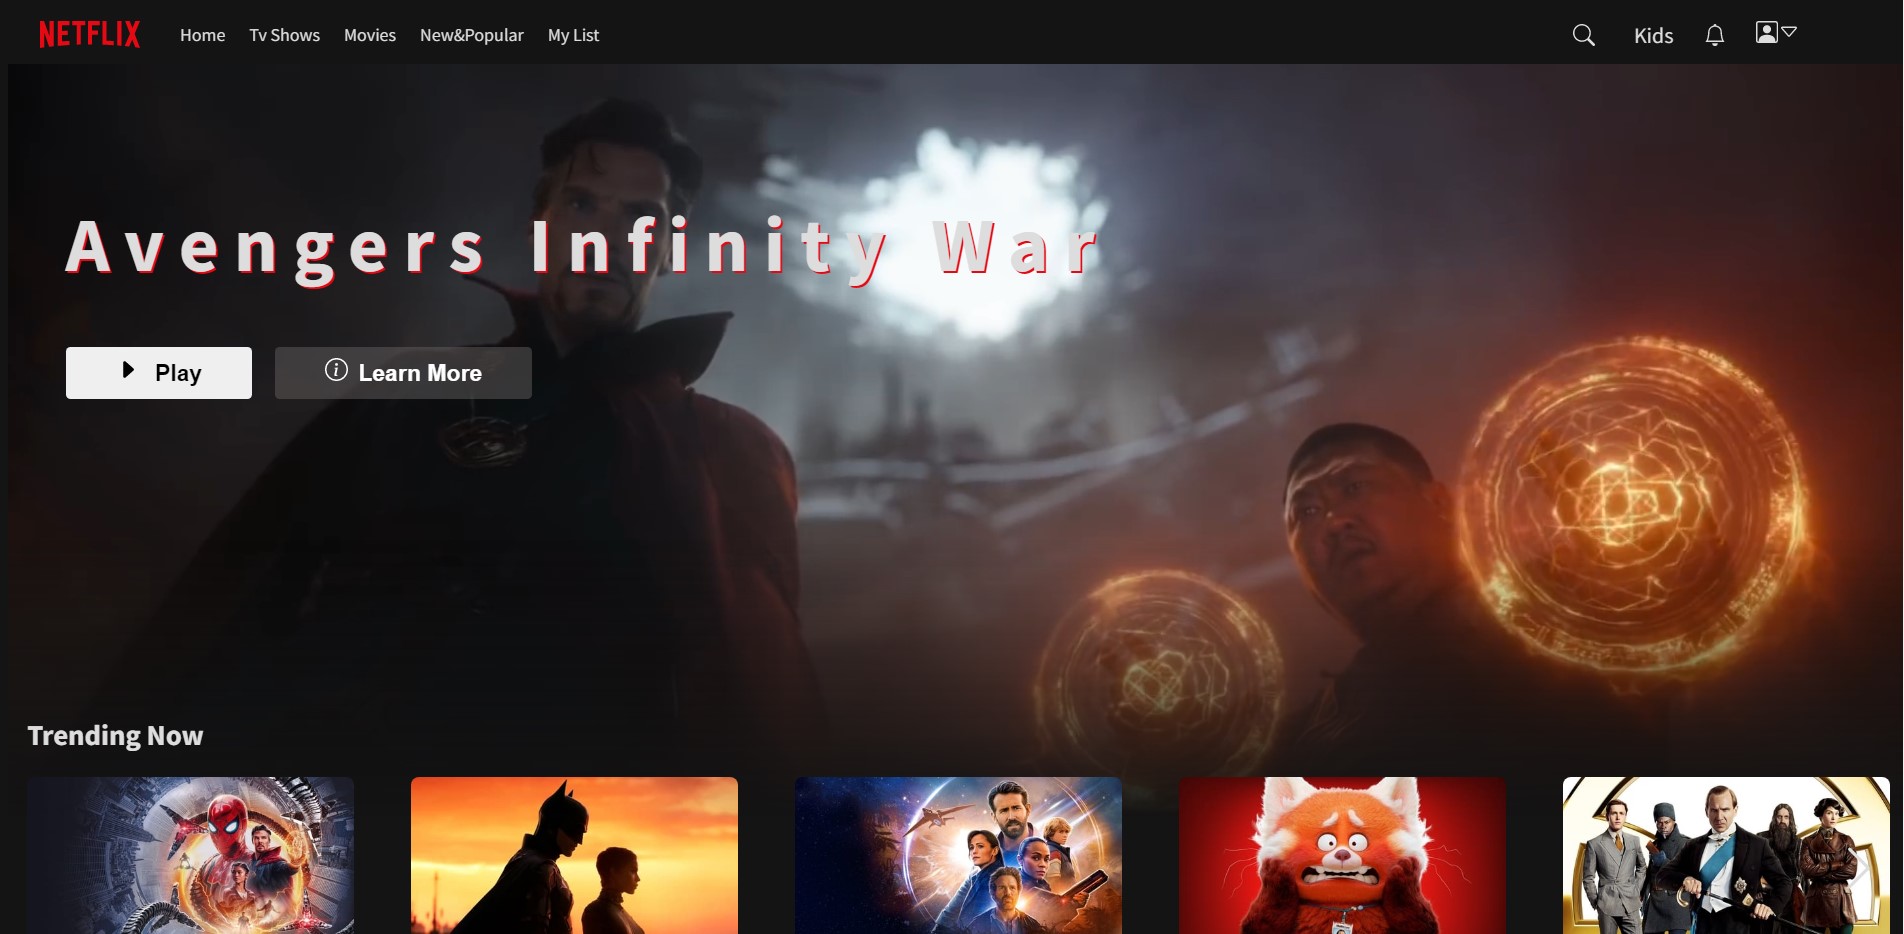 NETFLIX Home Tv Shows Movies New&Popular My List Kids
Avengers Infinity War
Play Learn More
Trending Now